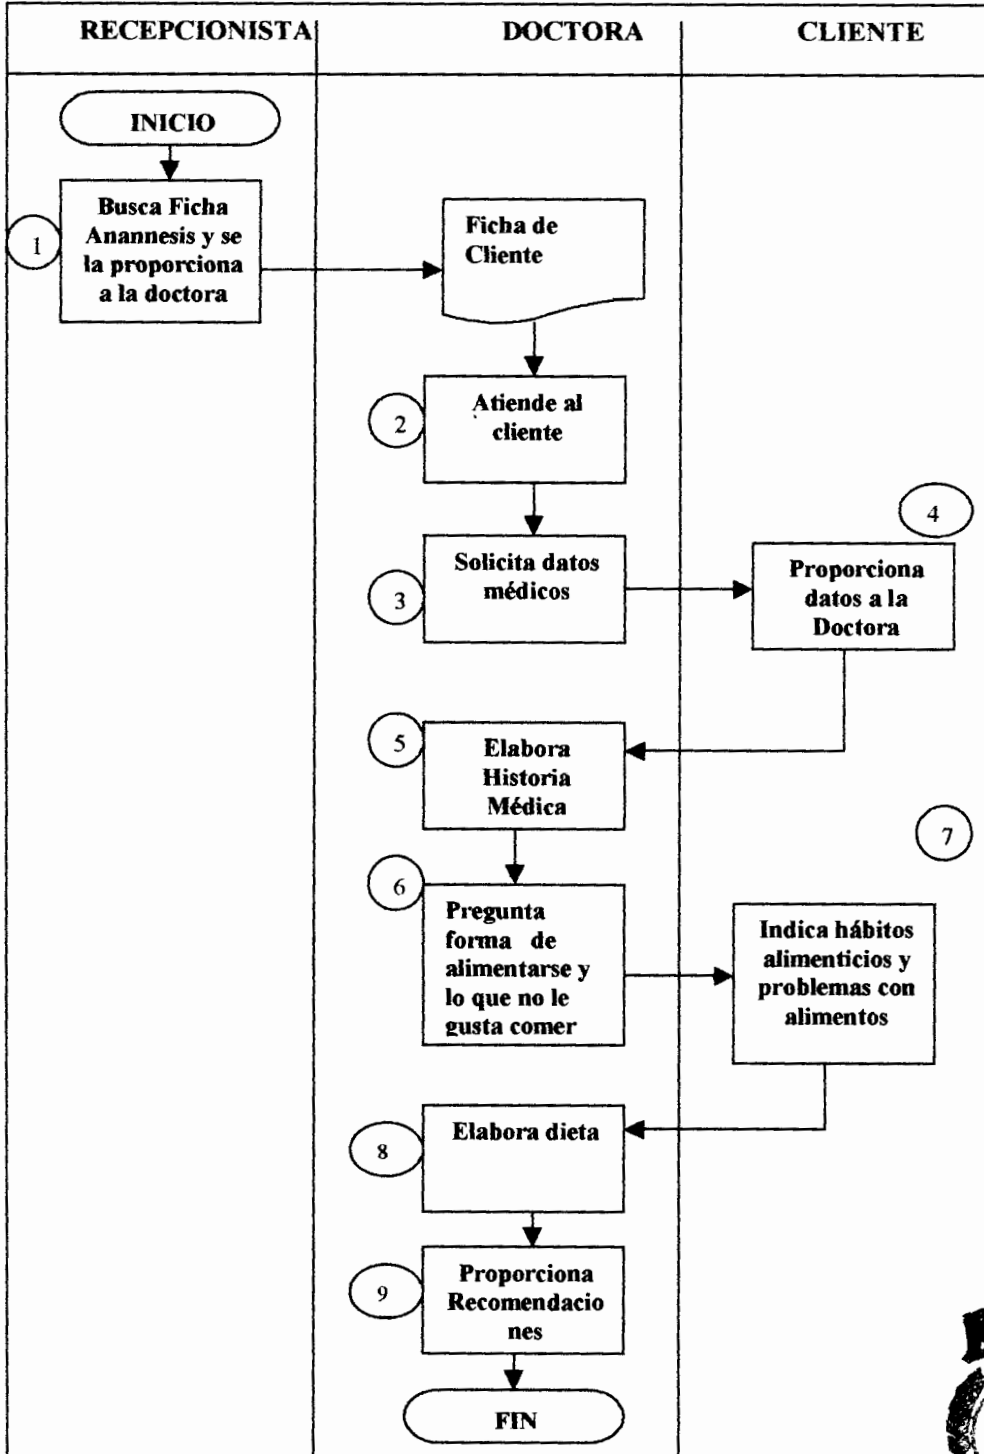 RECEPCIONISTA DOCTORA CLIENTE
INICIO
1
Busca Ficha
Anannesis y se
la proporciona
a la doctora
Ficha de
Cliente
2
Atiende al
cliente
3
Solicita datos
médicos
4
Proporciona
datos a la
Doctora
5
Elabora
Historia
Médica
6
Pregunta
forma de
alimentarse y
lo que no le
gusta comer
7
Indica hábitos
alimenticios y
problemas con
alimentos
8
Elabora dieta
9
Proporciona
Recomendacio
nes
FIN